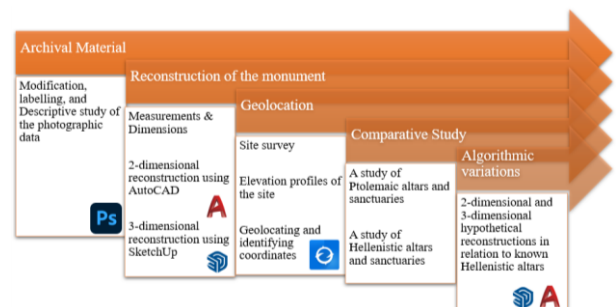 Archival Material
Modification,
labelling, and
Descriptive study of
the photographic
data
Ps
Reconstruction of the monument
Measurements &
Dimensions
2-dimensional
reconstruction using
AutoCAD
3-dimensional
reconstruction using
SketchUp
Geolocation
Site survey
Elevation profiles of
the site
Geolocating and
identifying
coordinates
Comparative Study
A study of
Ptolemaic altars and
sanctuaries
A study of
Hellenistic altars
and sanctuaries
Algorithmic
variations
2-dimensional and
3-dimensional
hypothetical
reconstructions in
relation to known
Hellenistic altars